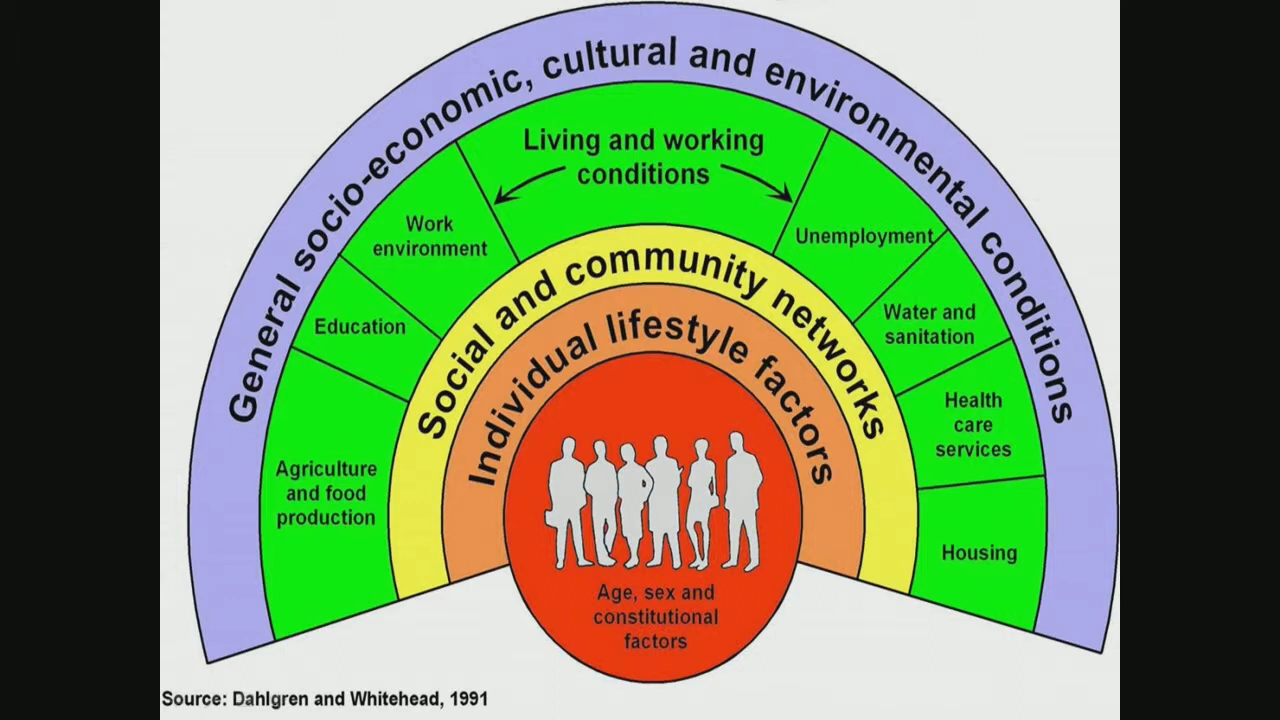 General socio-economic, cultural and environmental conditions
Living and working
conditions
Work
environment
Unemployment
Education
Water and
sanitation
Agriculture
and food
production
Health
care
services
Housing
Social and community networks
Individual lifestyle factors
Age, sex and
constitutional
factors
Source: Dahlgren and Whitehead, 1991